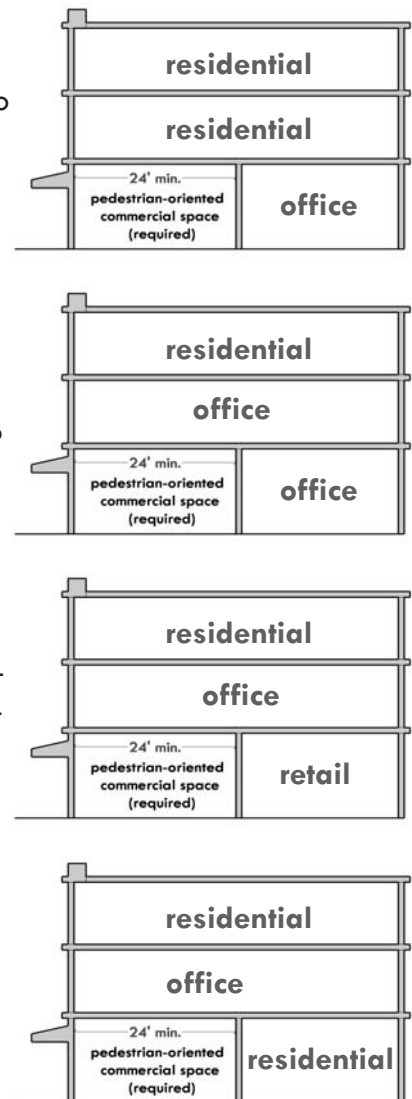 residential
residential
24' min.
pedestrian-oriented
commercial space
(required)
office
residential
office
24' min.
pedestrian-oriented
commercial space
(required)
office
residential
office
24' min.
pedestrian-oriented
commercial space
(required)
retail
residential
office
24' min.
pedestrian-oriented
commercial space
(required)
residential